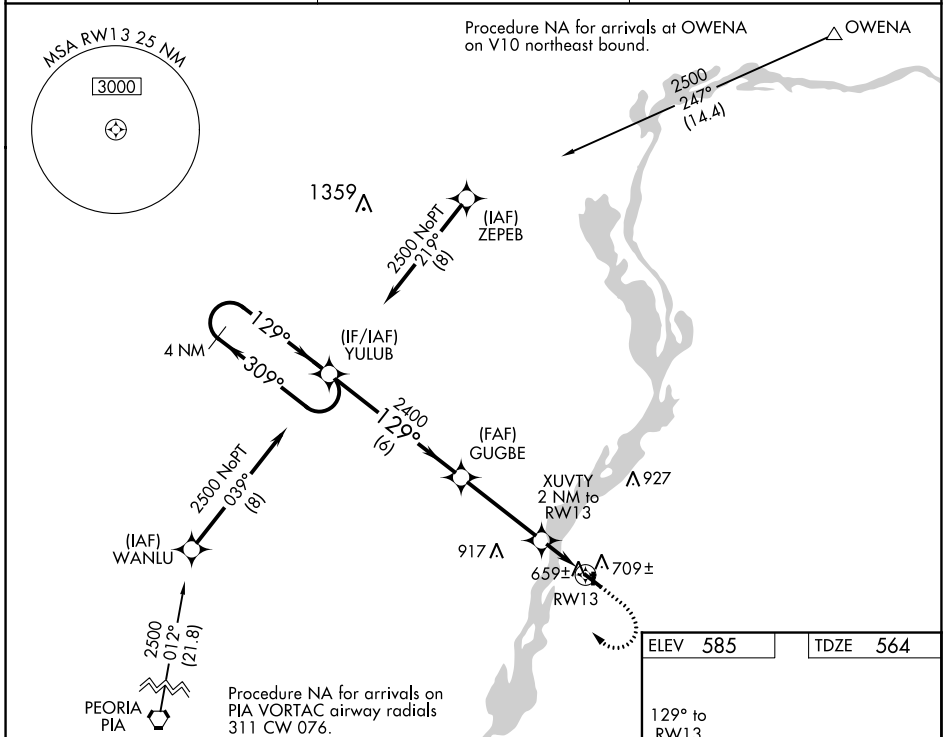 Procedure NA for arrivals at OWENA
on V10 northeast bound.
OWENA
MSA RW13 25 NM
3000
2500
247°
(14.4)
1359
(IAF)
ZEPEB
2500 NoPT
219°
(8)
(IF/IAF)
YULUB
129°
4 NM
309°
2400
129°
(6)
(FAF)
GUGBE
XUVTY
2 NM to
RW13
927
2500 NoPT
039°
(8)
(IAF)
WANLU
917
659±
709±
RW13
2500
012°
(21.8)
PEORIA
PIA
Procedure NA for arrivals on
PIA VORTAC airway radials
311 CW 076.
ELEV 585
TDZE 564
129° to
RW13